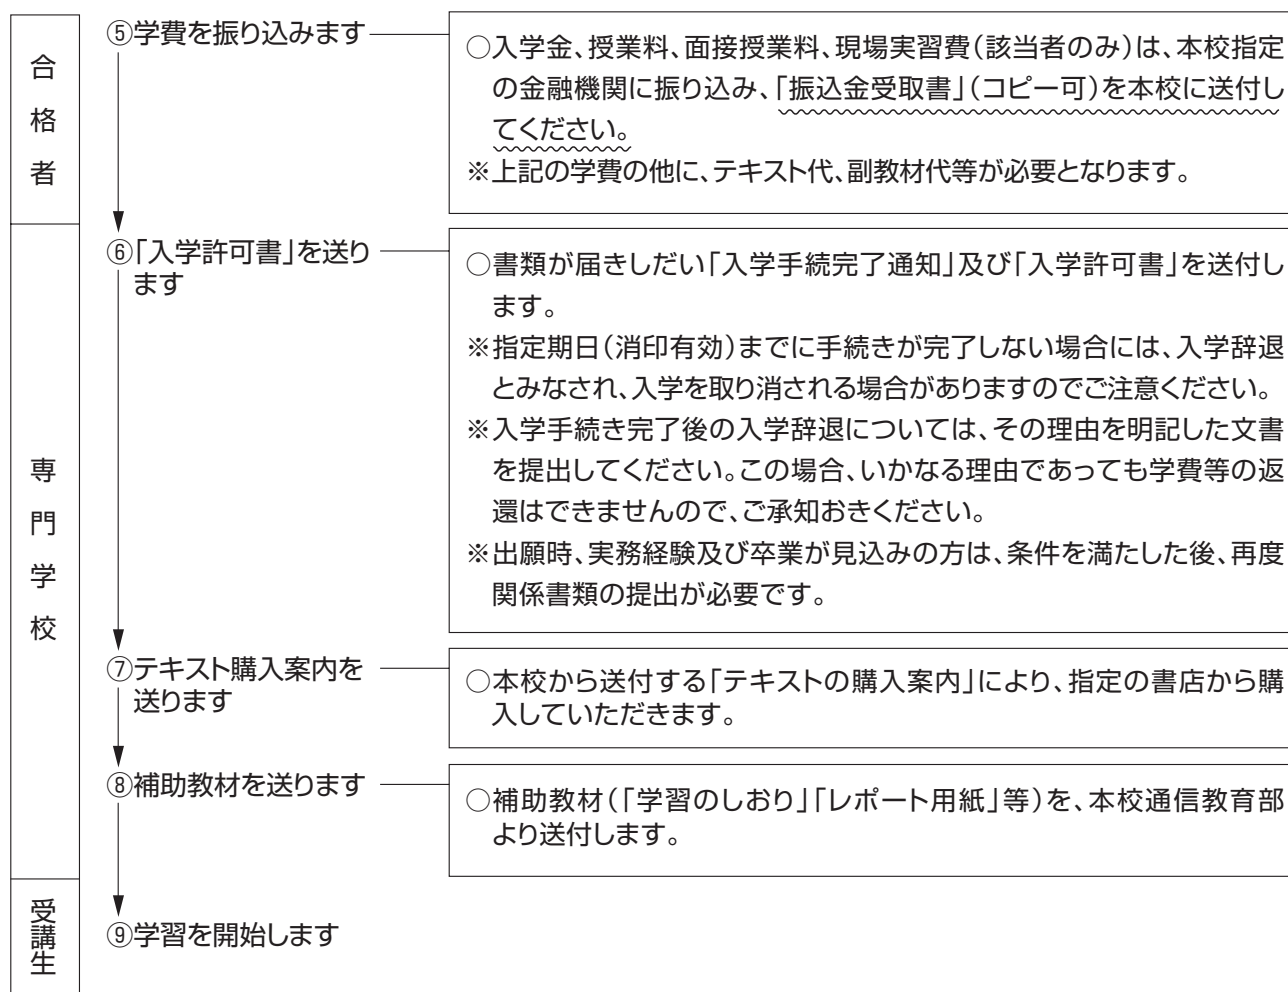 合格者
⑤学費を振り込みます
○入学金、授業料、面接授業料、現場実習費(該当者のみ)は、本校指定
の金融機関に振り込み、「振込金受取書」(コピー可)を本校に送付し
てください。
※上記の学費の他に、テキスト代、副教材代等が必要となります。
専門学校
⑥「入学許可書」を送り
ます
○書類が届きしだい「入学手続完了通知」及び「入学許可書」を送付し
ます。
※指定期日(消印有効)までに手続きが完了しない場合には、入学辞退
とみなされ、入学を取り消される場合がありますのでご注意ください。
※入学手続き完了後の入学辞退については、その理由を明記した文書
を提出してください。この場合、いかなる理由であっても学費等の返
還はできませんので、ご承知おきください。
※出願時、実務経験及び卒業が見込みの方は、条件を満たした後、再度
関係書類の提出が必要です。
⑦テキスト購入案内を
送ります
○本校から送付する「テキストの購入案内」により、指定の書店から購
入していただきます。
⑧補助教材を送ります
○補助教材(「学習のしおり」「レポート用紙」等)を、本校通信教育部
より送付します。
受講生
⑨学習を開始します